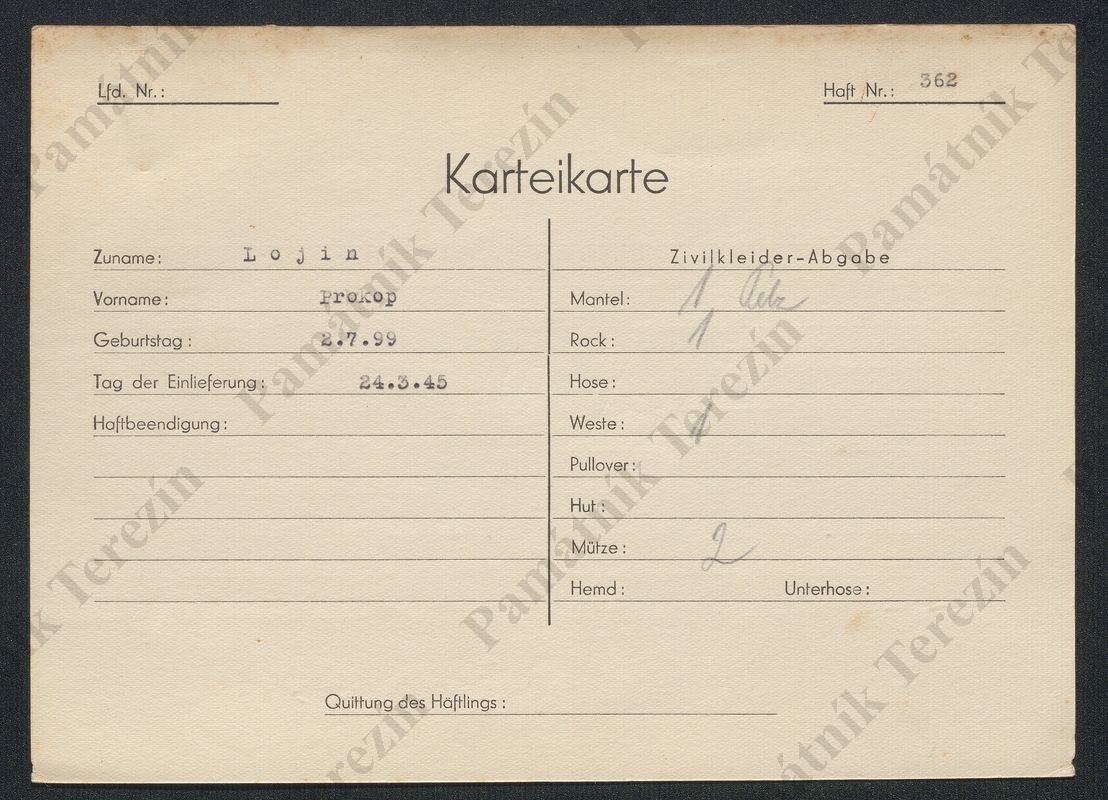 Lfd. Nr.:
Haft Nr.: 362
Karteikarte
Zuname: Lojin
Vorname: Prokop
Geburtstag: 2.7.99
Tag der Einlieferung: 24.3.45
Haftbeendigung:
Zivilkleider-Abgabe
Mantel: 1 Pelz
Rock: 1
Hose:
Weste: 1
Pullover:
Hut:
Mütze: 2
Hemd: Unterhose:
Quittung des Häftlings:
Památník Terezín